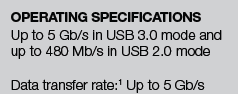 OPERATING SPECIFICATIONS
Up to 5 Gb/s in USB 3.0 mode and
up to 480 Mb/s in USB 2.0 mode
Data transfer rate:¹ Up to 5 Gb/s